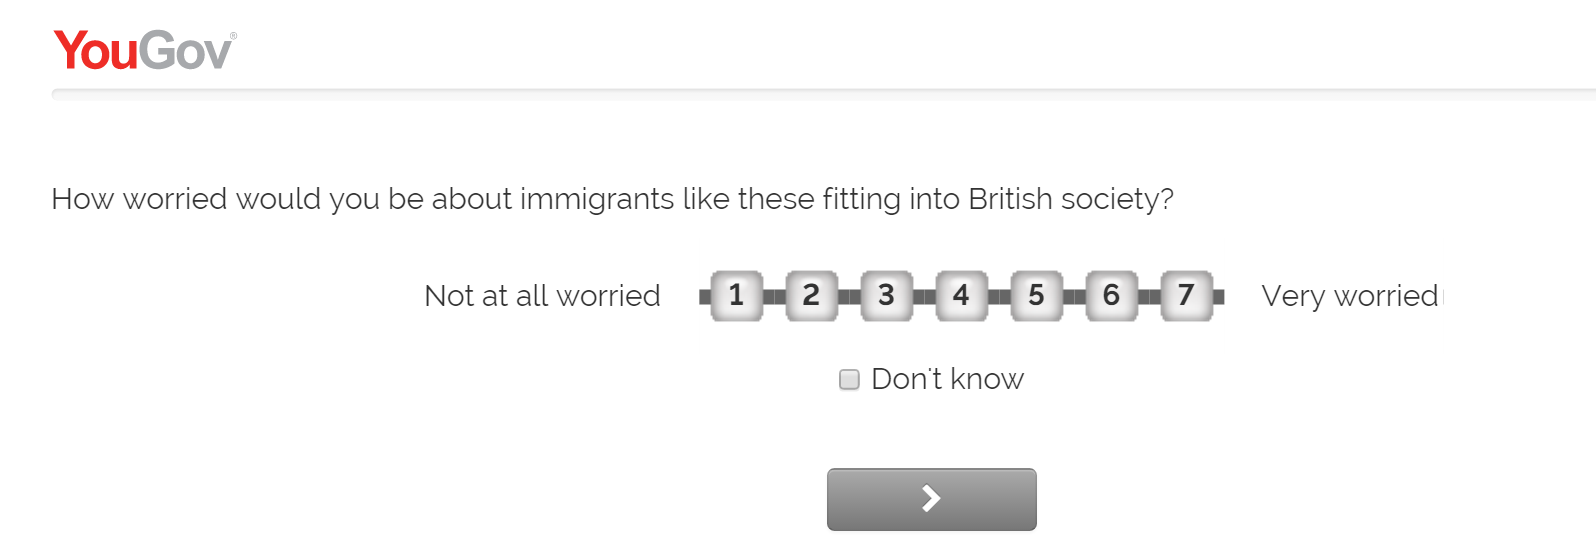 YouGov®
How worried would you be about immigrants like these fitting into British society?
Not at all worried 1 2 3 4 5 6 7 Very worried
Don't know